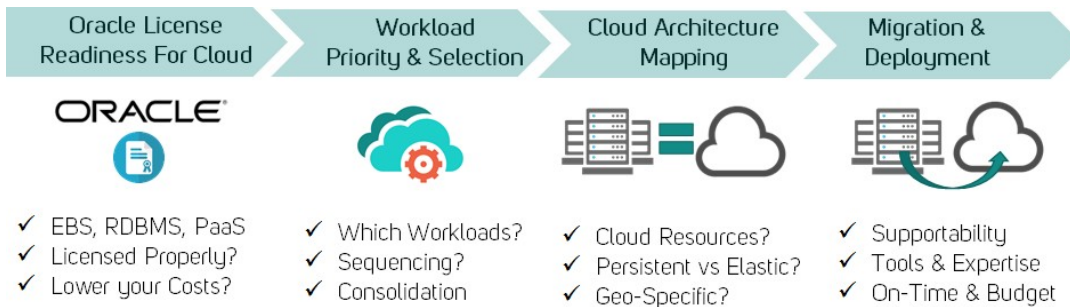 Oracle License
Readiness For Cloud
Workload
Priority & Selection
Cloud Architecture
Mapping
Migration &
Deployment
ORACLE®
✓ EBS, RDBMS, PaaS
✓ Licensed Properly?
✓ Lower your Costs?
✓ Which Workloads?
✓ Sequencing?
✓ Consolidation
✓ Cloud Resources?
✓ Persistent vs Elastic?
✓ Geo-Specific?
✓ Supportability
✓ Tools & Expertise
✓ On-Time & Budget